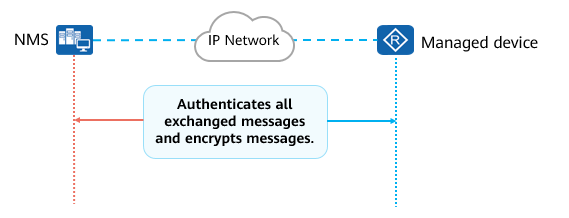 NMS
IP Network
R
Managed device
Authenticates all
exchanged messages
and encrypts messages.